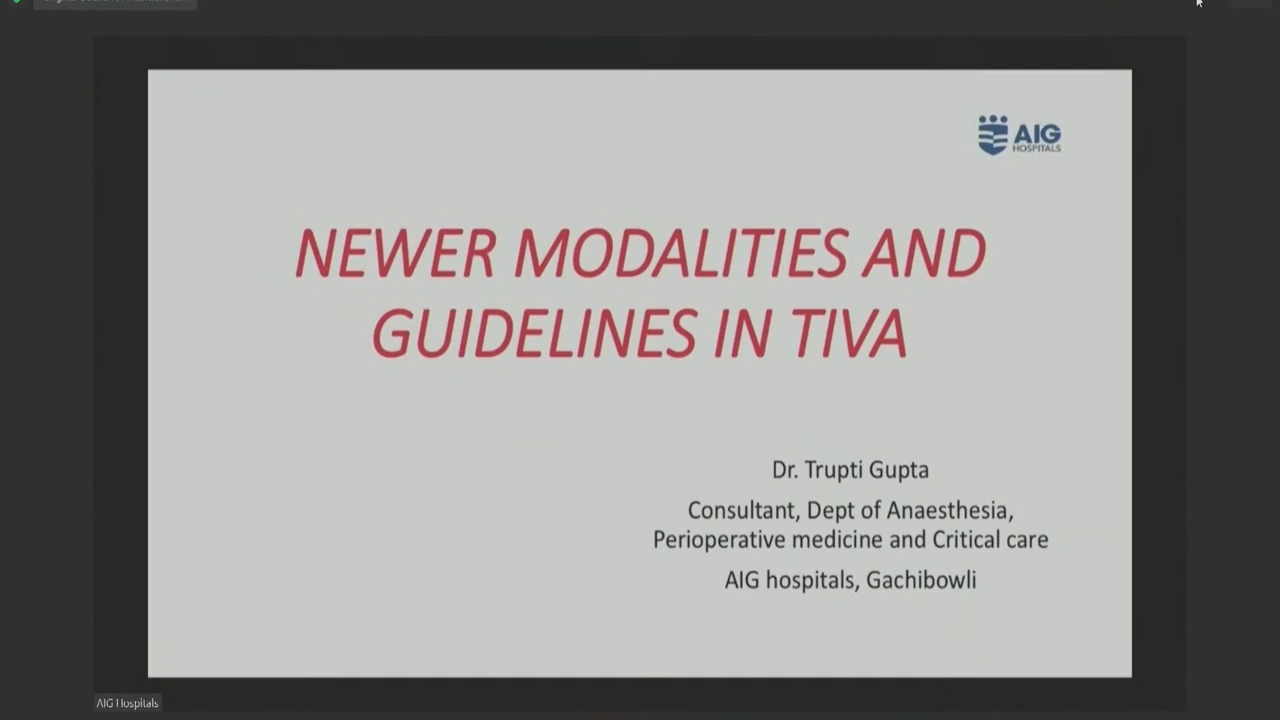 AIG
HOSPITALS
NEWER MODALITIES AND
GUIDELINES IN TIVA
Dr. Trupti Gupta
Consultant, Dept of Anaesthesia,
Perioperative medicine and Critical care
AIG hospitals, Gachibowli
AIG Hospitals